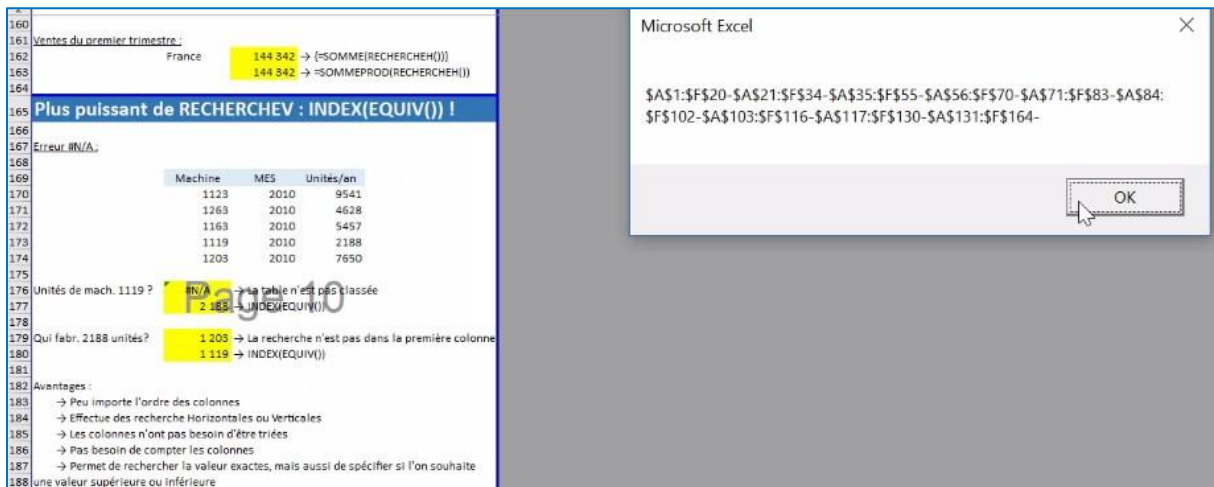 160
161 Ventes du premier trimestre :
162 France 144 342 → {=SOMME(RECHERCHEH())}
163 144 342 → =SOMMEPROD(RECHERCHEH())
164
165 Plus puissant de RECHERCHEV : INDEX(EQUIV()) !
166
167 Erreur #N/A :
168
169 Machine MES Unités/an
170 1123 2010 9541
171 1263 2010 4628
172 1163 2010 5457
173 1119 2010 2188
174 1203 2010 7650
175
176 Unités de mach. 1119 ? #N/A → La table n'est pas classée
Page 10
177 2 188 → INDEX(EQUIV())
178
179 Qui fabr. 2188 unités? 1 203 → La recherche n'est pas dans la première colonne
180 1 119 → INDEX(EQUIV())
181
182 Avantages :
183 → Peu importe l'ordre des colonnes
184 → Effectue des recherche Horizontales ou Verticales
185 → Les colonnes n'ont pas besoin d'être triées
186 → Pas besoin de compter les colonnes
187 → Permet de rechercher la valeur exactes, mais aussi de spécifier si l'on souhaite
188 une valeur supérieure ou inférieure
Microsoft Excel
$A$1:$F$20-$A$21:$F$34-$A$35:$F$55-$A$56:$F$70-$A$71:$F$83-$A$84:
$F$102-$A$103:$F$116-$A$117:$F$130-$A$131:$F$164-
OK